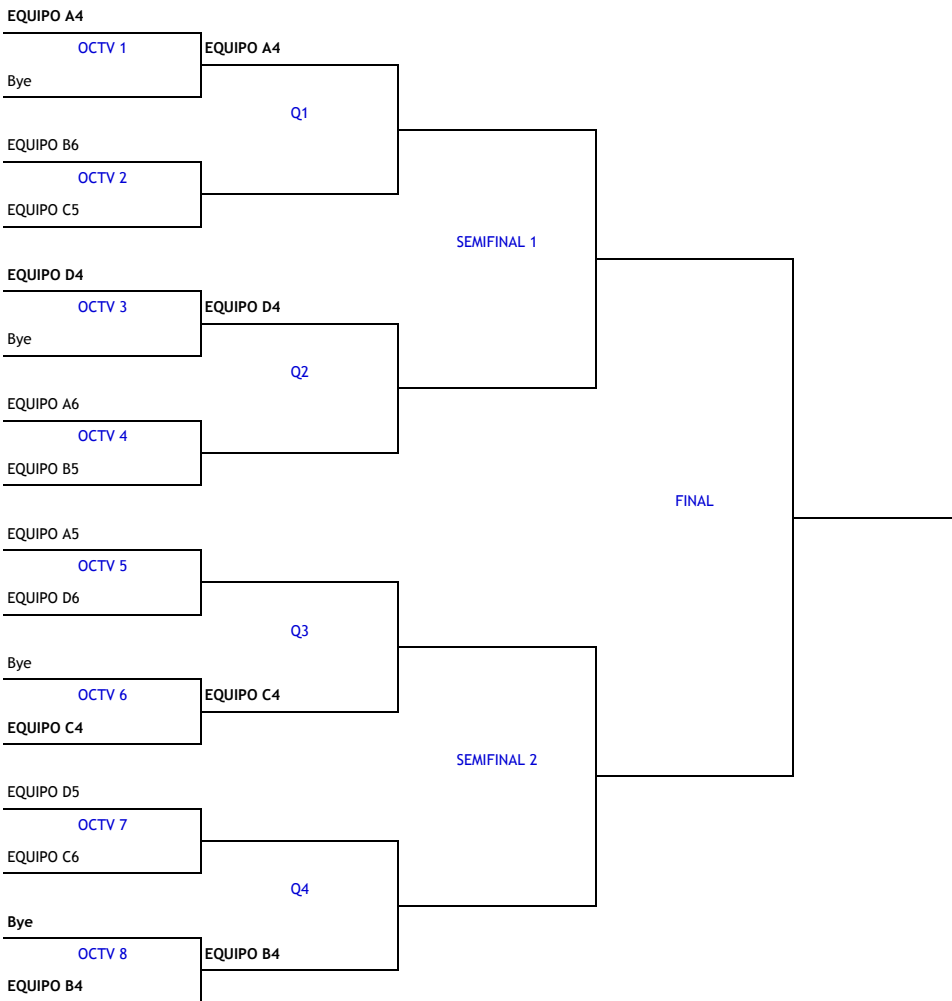 EQUIPO A4
OCTV 1
EQUIPO A4
Bye
Q1
EQUIPO B6
OCTV 2
EQUIPO C5
SEMIFINAL 1
EQUIPO D4
OCTV 3
EQUIPO D4
Bye
Q2
EQUIPO A6
OCTV 4
EQUIPO B5
FINAL
EQUIPO A5
OCTV 5
EQUIPO D6
Q3
Bye
OCTV 6
EQUIPO C4
EQUIPO C4
SEMIFINAL 2
EQUIPO D5
OCTV 7
EQUIPO C6
Q4
Bye
OCTV 8
EQUIPO B4
EQUIPO B4